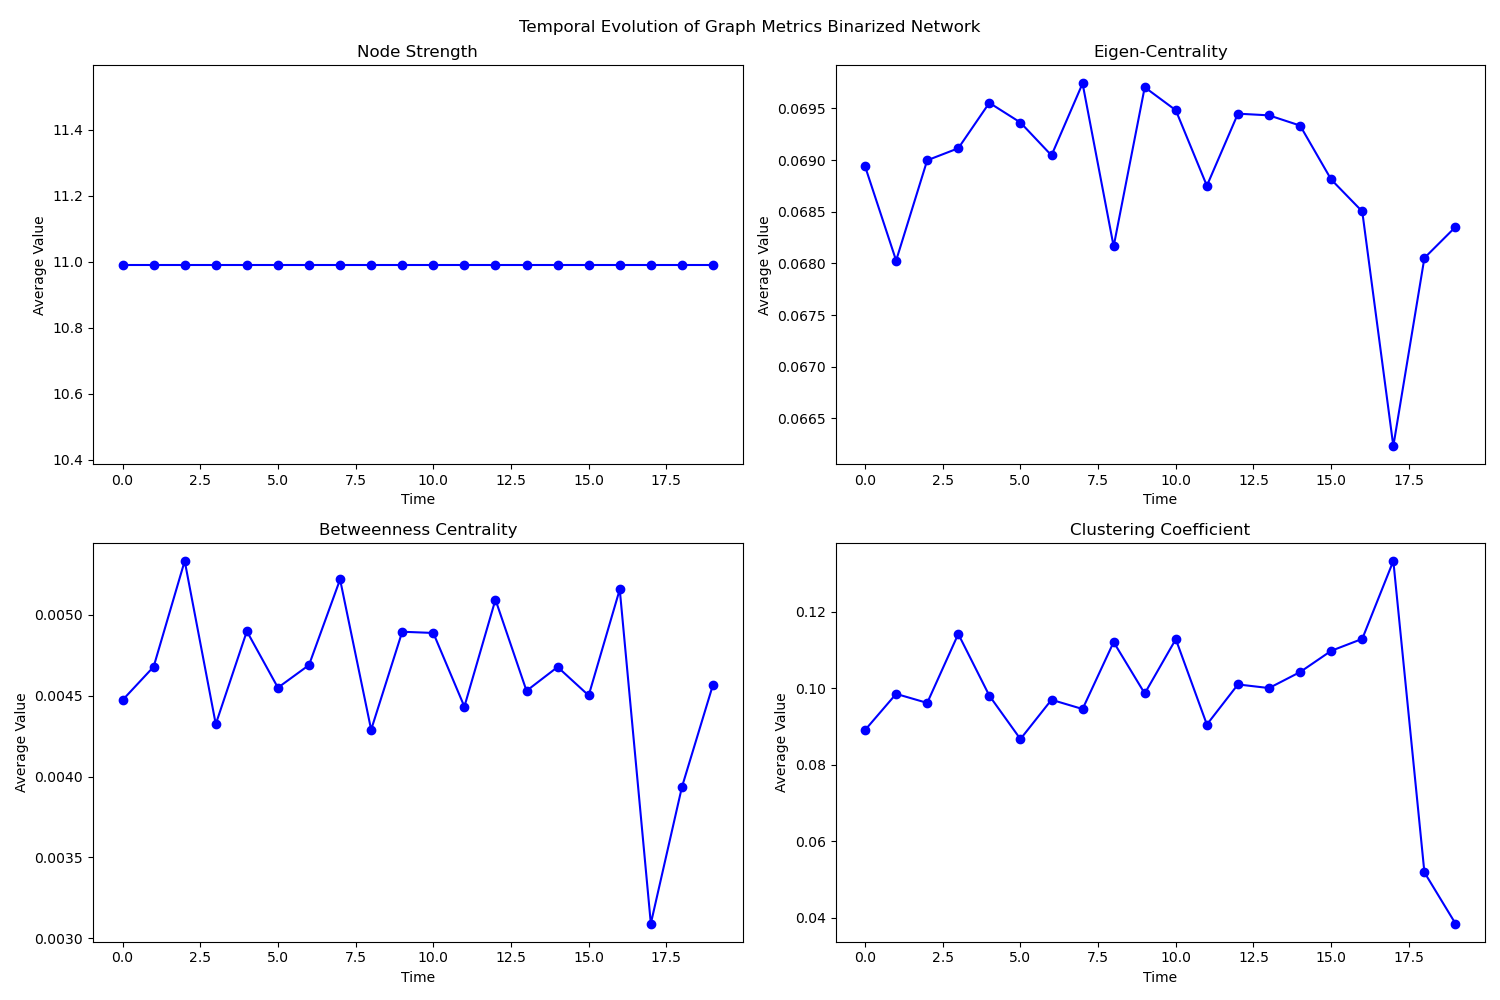 Temporal Evolution of Graph Metrics Binarized Network
Node Strength
Average Value
11.4
11.2
11.0
10.8
10.6
10.4
0.0 2.5 5.0 7.5 10.0 12.5 15.0 17.5
Time
Eigen-Centrality
Average Value
0.0695
0.0690
0.0685
0.0680
0.0675
0.0670
0.0665
0.0 2.5 5.0 7.5 10.0 12.5 15.0 17.5
Time
Betweenness Centrality
Average Value
0.0050
0.0045
0.0040
0.0035
0.0030
0.0 2.5 5.0 7.5 10.0 12.5 15.0 17.5
Time
Clustering Coefficient
Average Value
0.12
0.10
0.08
0.06
0.04
0.0 2.5 5.0 7.5 10.0 12.5 15.0 17.5
Time